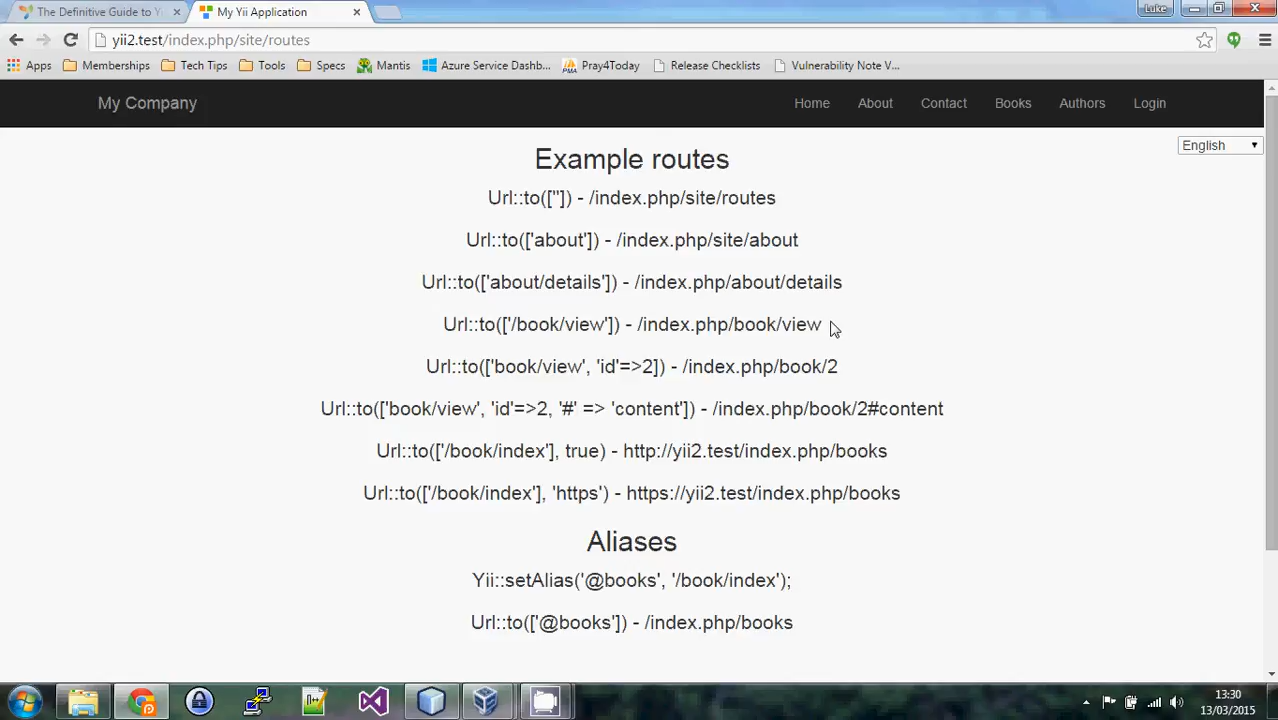 The Definitive Guide to Yi
My Yii Application
Luke
yii2.test/index.php/site/routes
Apps Memberships Tech Tips Tools Specs Mantis Azure Service Dashb... Pray4Today Release Checklists Vulnerability Note V...
My Company Home About Contact Books Authors Login
English
Example routes
Url::to(['']) - /index.php/site/routes
Url::to(['about']) - /index.php/site/about
Url::to(['about/details']) - /index.php/about/details
Url::to(['/book/view']) - /index.php/book/view
Url::to(['book/view', 'id'=>2]) - /index.php/book/2
Url::to(['book/view', 'id'=>2, '#' => 'content']) - /index.php/book/2#content
Url::to(['/book/index'], true) - http://yii2.test/index.php/books
Url::to(['/book/index'], 'https') - https://yii2.test/index.php/books
Aliases
Yii::setAlias('@books', '/book/index');
Url::to(['@books']) - /index.php/books
13:30
13/03/2015